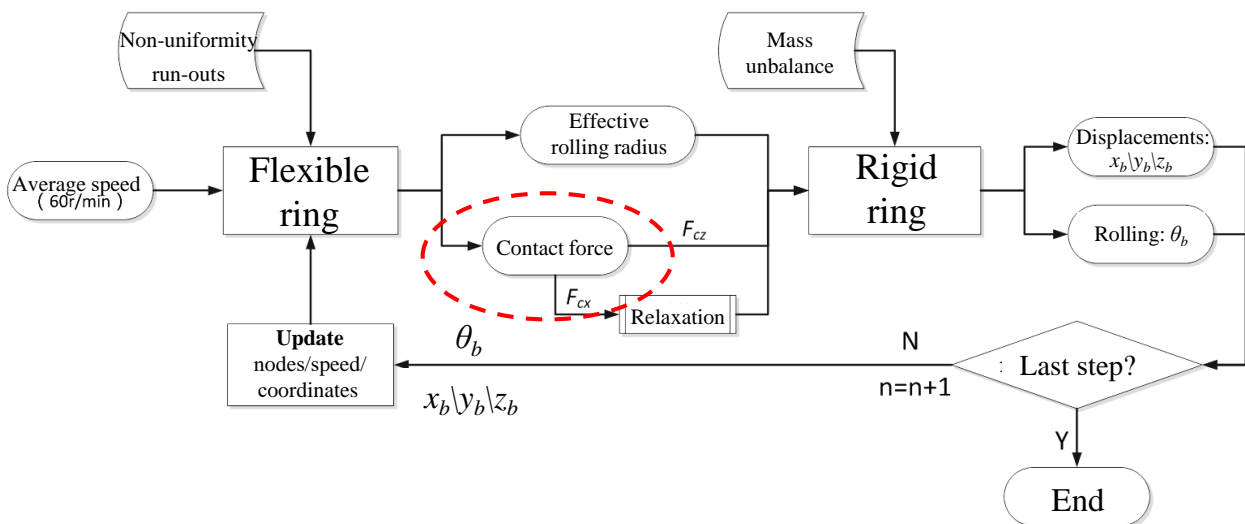 Non-uniformity
run-outs
Mass
unbalance
Effective
rolling radius
Displacements:
x_b\y_b\z_b
Average speed
( 60r/min )
Flexible
ring
Rigid
ring
Contact force
F_cz
Rolling: θ_b
F_cx
Relaxation
Update
nodes/speed/
coordinates
θ_b
x_b\y_b\z_b
N
n=n+1
: Last step?
Y
End